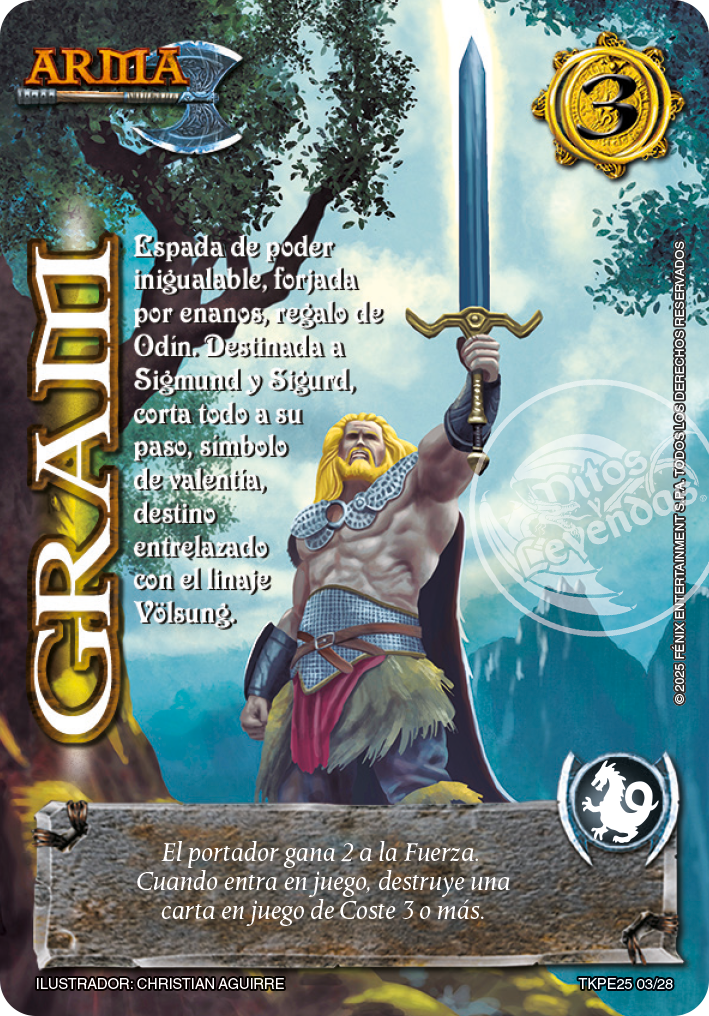 ARMA
3
GRAM
Espada de poder
inigualable, forjada
por enanos, regalo de
Odín. Destinada a
Sigmund y Sigurd,
corta todo a su
paso, símbolo
de valentía,
destino
entrelazado
con el linaje
Völsung.
Mitos
y
Leyendas®
© 2025 FÉNIX ENTERTAINMENT S.P.A. TODOS LOS DERECHOS RESERVADOS
El portador gana 2 a la Fuerza.
Cuando entra en juego, destruye una
carta en juego de Coste 3 o más.
ILUSTRADOR: CHRISTIAN AGUIRRE
TKPE25 03/28